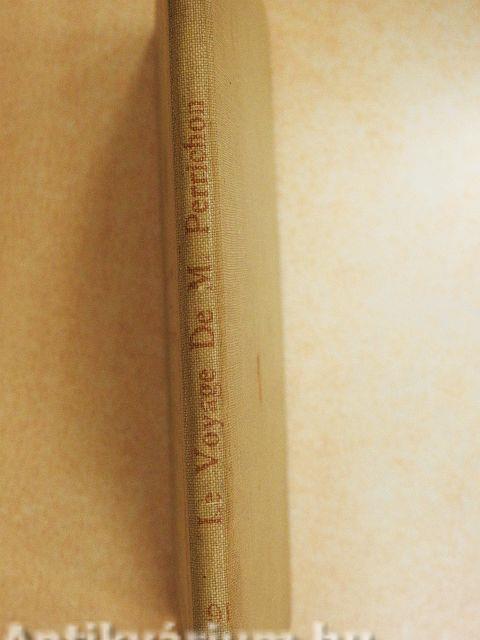 Le Voyage De M. Perrichon
Antikvárium.hu